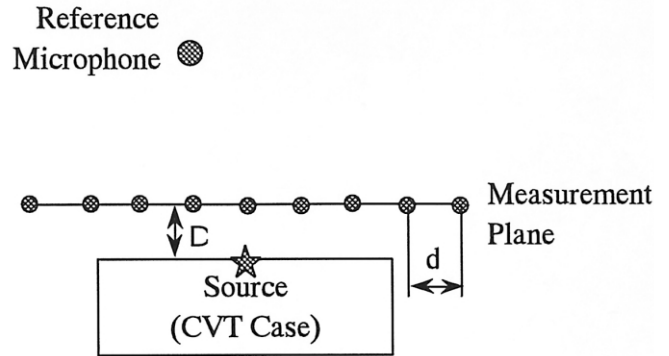 Reference
Microphone
Measurement
Plane
D
d
Source
(CVT Case)